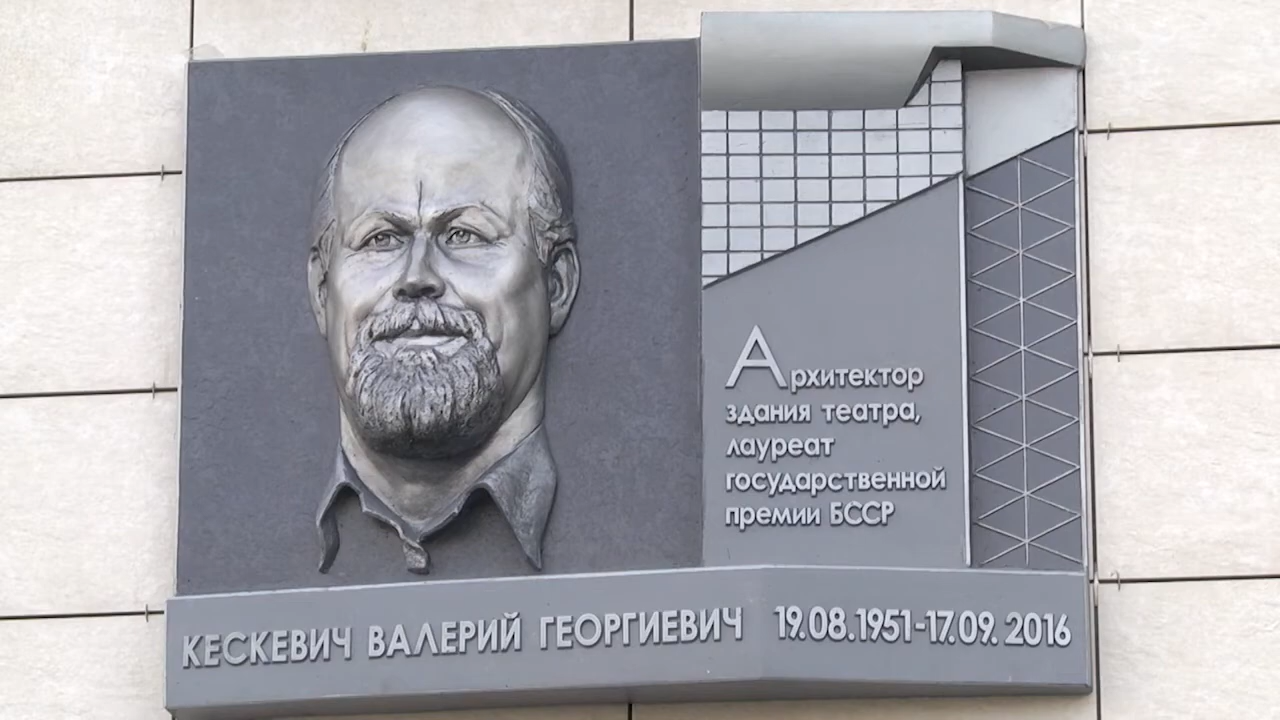 Архитектор
здания театра,
лауреат
государственной
премии БССР
КЕСКЕВИЧ ВАЛЕРИЙ ГЕОРГИЕВИЧ 19.08.1951-17.09.2016